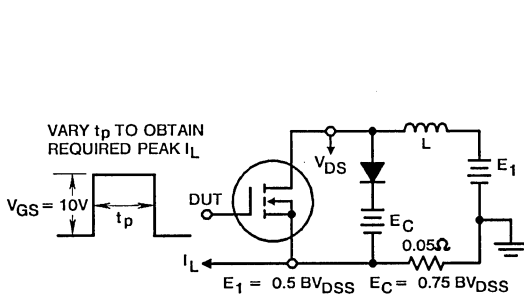 VARY tp TO OBTAIN
REQUIRED PEAK IL
VGS = 10V
tp
DUT
VDS
L
E1
EC
0.05Ω
IL
E1 = 0.5 BVDSS EC = 0.75 BVDSS